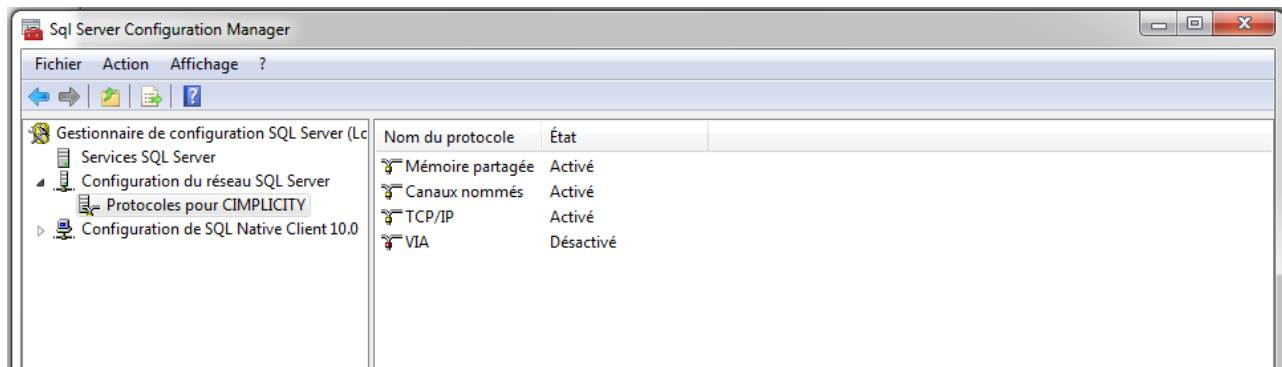 Sql Server Configuration Manager
Fichier Action Affichage ?
Gestionnaire de configuration SQL Server (Lc
Services SQL Server
Configuration du réseau SQL Server
Protocoles pour CIMPLICITY
Configuration de SQL Native Client 10.0
Nom du protocole État
Mémoire partagée Activé
Canaux nommés Activé
TCP/IP Activé
VIA Désactivé